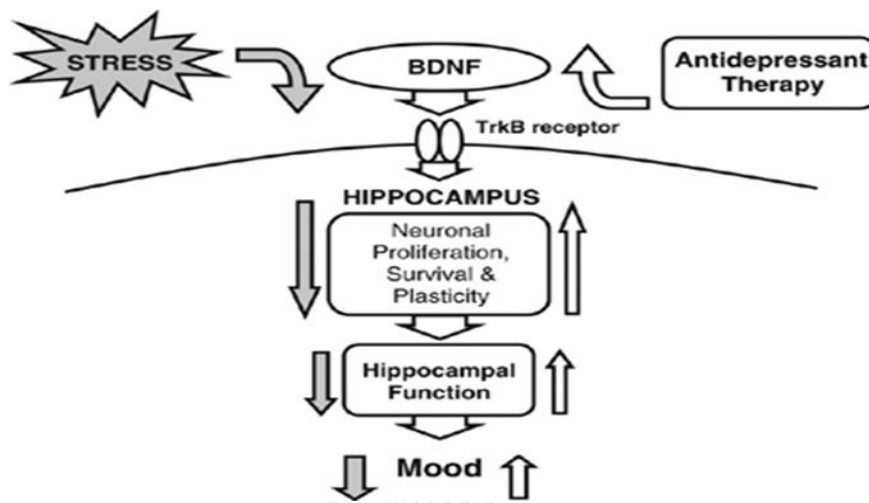 STRESS
BDNF
Antidepressant
Therapy
TrkB receptor
HIPPOCAMPUS
Neuronal
Proliferation,
Survival &
Plasticity
Hippocampal
Function
Mood